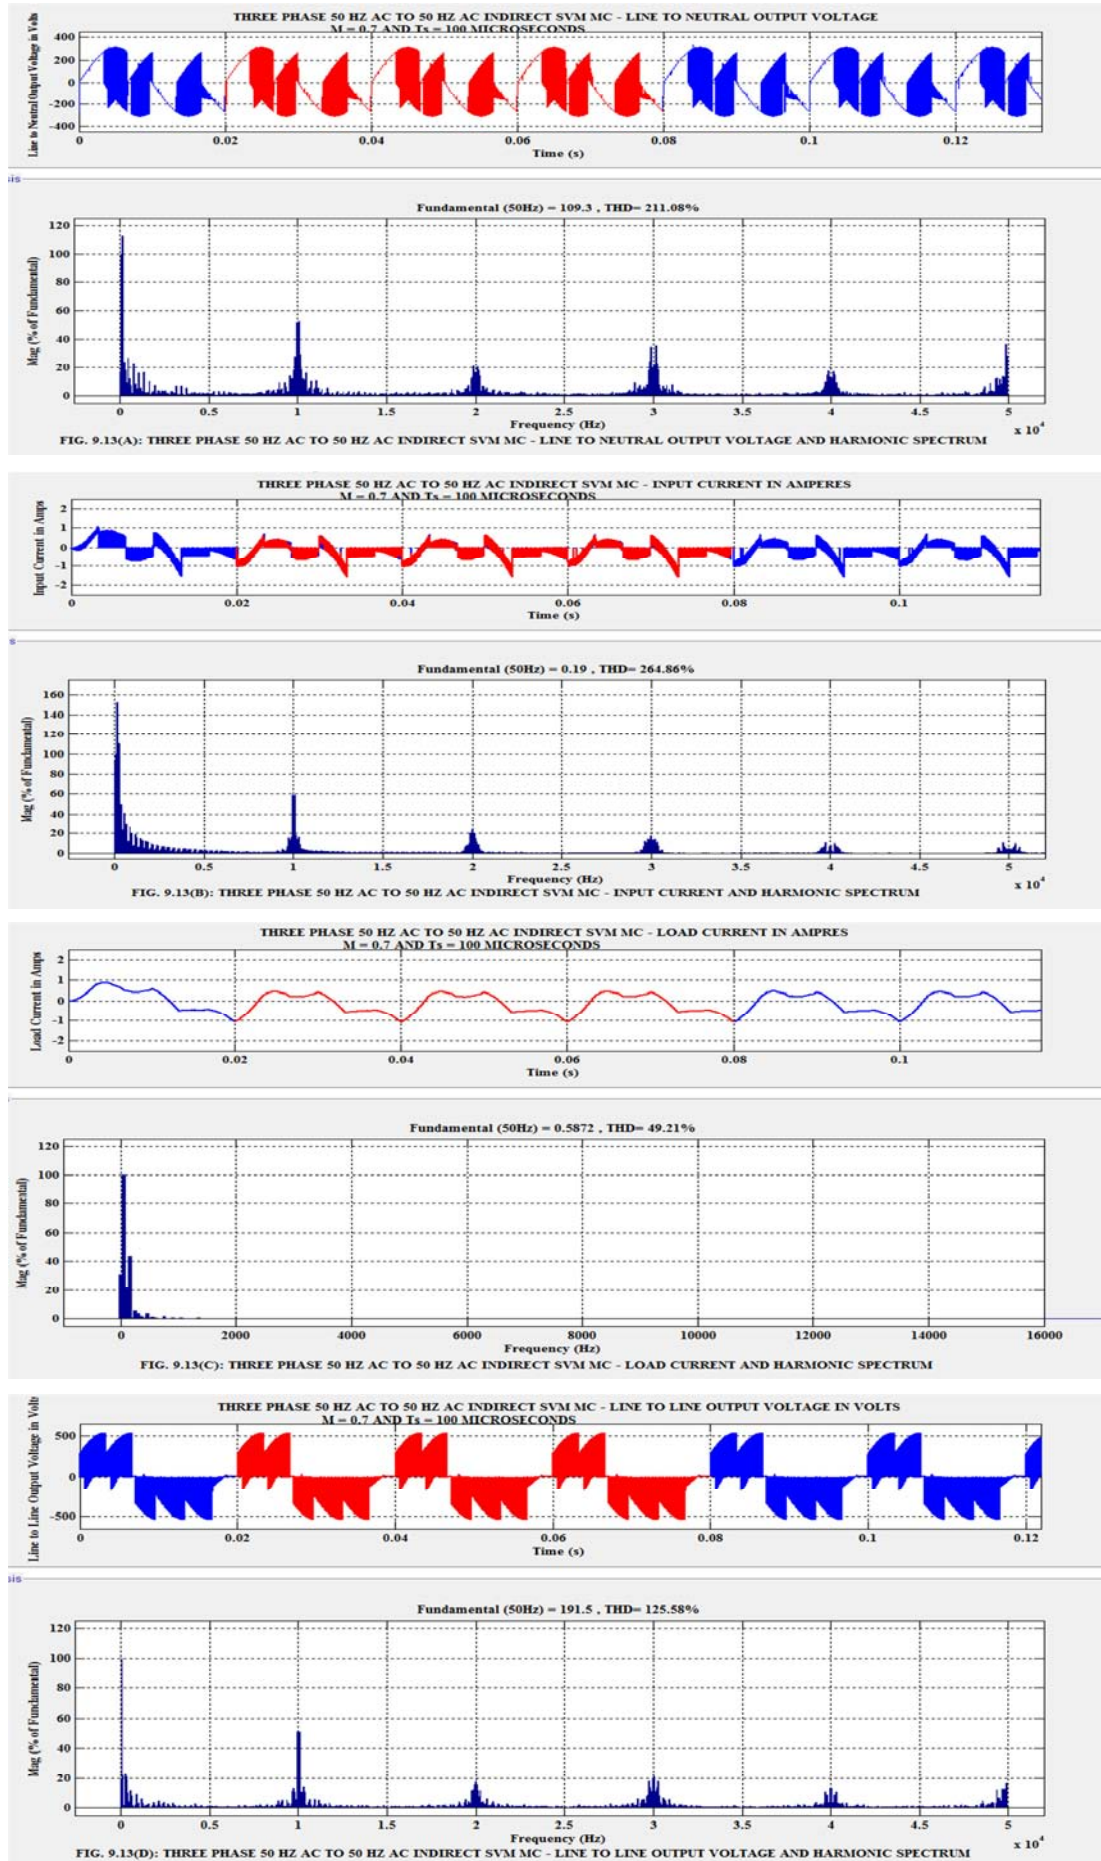 THREE PHASE 50 HZ AC TO 50 HZ AC INDIRECT SVM MC - LINE TO NEUTRAL OUTPUT VOLTAGE
M = 0.7 AND Ts = 100 MICROSECONDS
Line to Neutral Output Voltage in Volts
400
200
0
-200
-400
0 0.02 0.04 0.06 0.08 0.1 0.12
Time (s)
sis
Fundamental (50Hz) = 109.3 , THD= 211.08%
Mag (% of Fundamental)
120
100
80
60
40
20
0
0 0.5 1 1.5 2 2.5 3 3.5 4 4.5 5
Frequency (Hz)
x 10^4
FIG. 9.13(A): THREE PHASE 50 HZ AC TO 50 HZ AC INDIRECT SVM MC - LINE TO NEUTRAL OUTPUT VOLTAGE AND HARMONIC SPECTRUM
THREE PHASE 50 HZ AC TO 50 HZ AC INDIRECT SVM MC - INPUT CURRENT IN AMPERES
M = 0.7 AND Ts = 100 MICROSECONDS
Input Current in Amps
2
1
0
-1
-2
0 0.02 0.04 0.06 0.08 0.1
Time (s)
s
Fundamental (50Hz) = 0.19 , THD= 264.86%
Mag (% of Fundamental)
160
140
120
100
80
60
40
20
0
0 0.5 1 1.5 2 2.5 3 3.5 4 4.5 5
Frequency (Hz)
x 10^4
FIG. 9.13(B): THREE PHASE 50 HZ AC TO 50 HZ AC INDIRECT SVM MC - INPUT CURRENT AND HARMONIC SPECTRUM
THREE PHASE 50 HZ AC TO 50 HZ AC INDIRECT SVM MC - LOAD CURRENT IN AMPRES
M = 0.7 AND Ts = 100 MICROSECONDS
Load Current in Amps
2
1
0
-1
-2
0 0.02 0.04 0.06 0.08 0.1
Time (s)
Fundamental (50Hz) = 0.5872 , THD= 49.21%
Mag (% of Fundamental)
120
100
80
60
40
20
0
0 2000 4000 6000 8000 10000 12000 14000 16000
Frequency (Hz)
FIG. 9.13(C): THREE PHASE 50 HZ AC TO 50 HZ AC INDIRECT SVM MC - LOAD CURRENT AND HARMONIC SPECTRUM
THREE PHASE 50 HZ AC TO 50 HZ AC INDIRECT SVM MC - LINE TO LINE OUTPUT VOLTAGE IN VOLTS
M = 0.7 AND Ts = 100 MICROSECONDS
Line to Line Output Voltage in Volts
500
0
-500
0 0.02 0.04 0.06 0.08 0.1 0.12
Time (s)
sis
Fundamental (50Hz) = 191.5 , THD= 125.58%
Mag (% of Fundamental)
120
100
80
60
40
20
0
0 0.5 1 1.5 2 2.5 3 3.5 4 4.5 5
Frequency (Hz)
x 10^4
FIG. 9.13(D): THREE PHASE 50 HZ AC TO 50 HZ AC INDIRECT SVM MC - LINE TO LINE OUTPUT VOLTAGE AND HARMONIC SPECTRUM